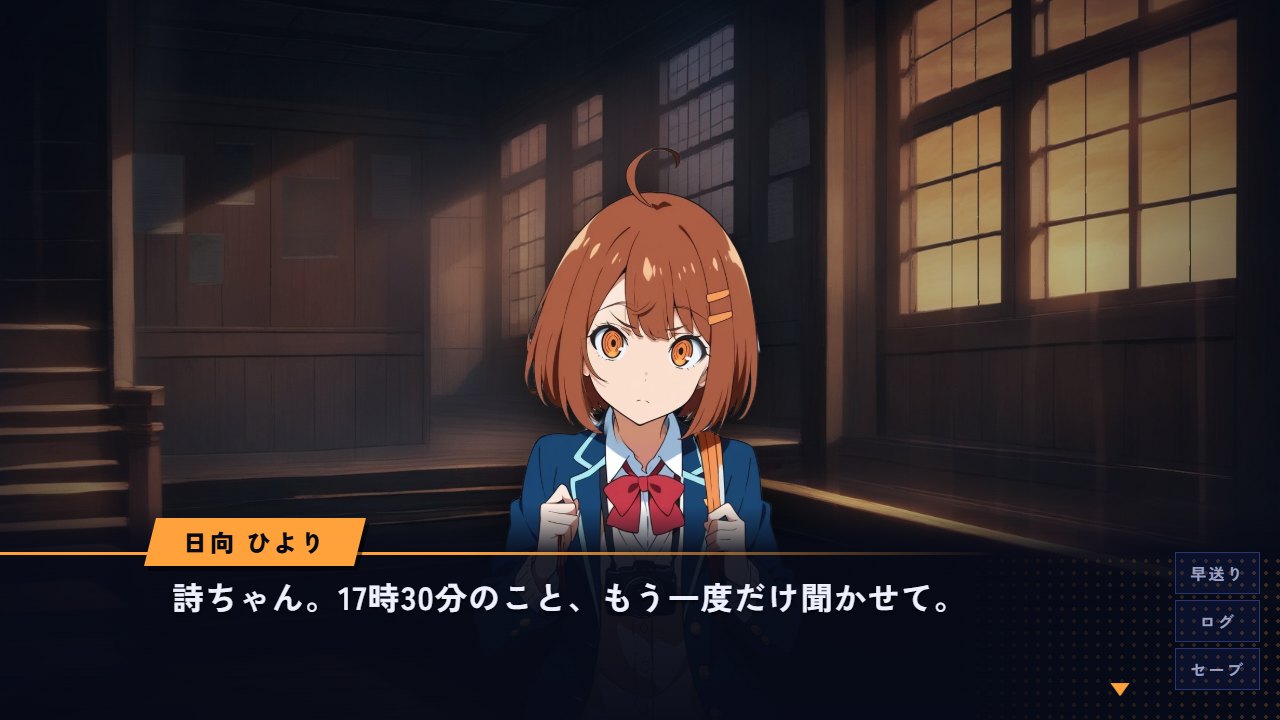 日向 ひより
詩ちゃん。17時30分のこと、もう一度だけ聞かせて。
早送り
ログ
セーブ